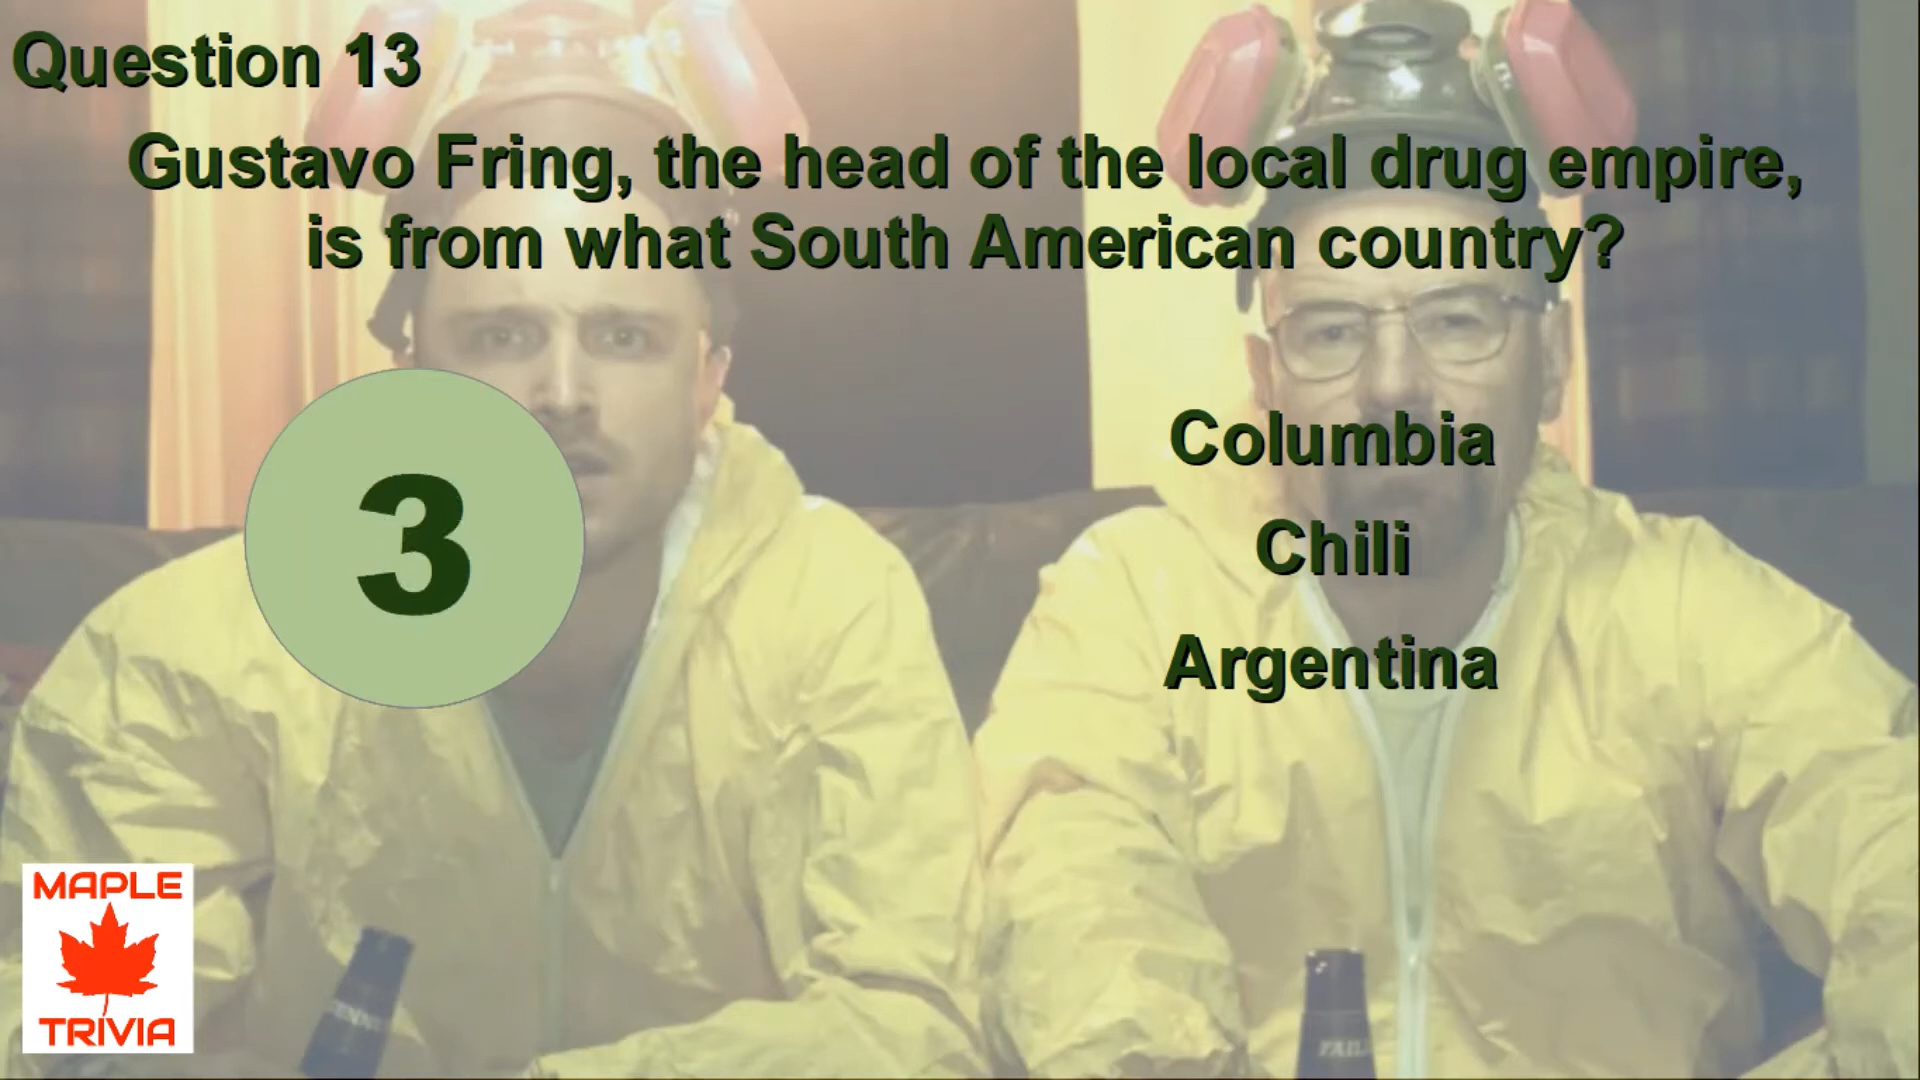 Question 13
Gustavo Fring, the head of the local drug empire,
is from what South American country?
3
Columbia
Chili
Argentina
MAPLE
TRIVIA